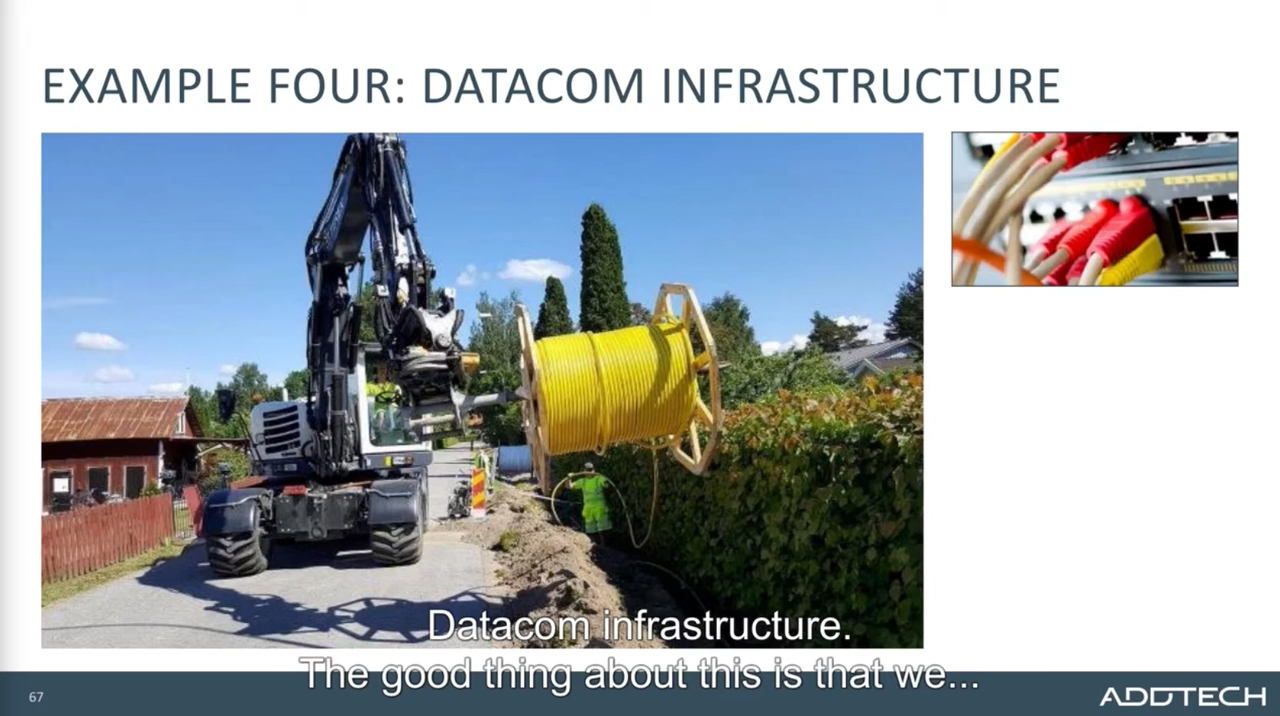 EXAMPLE FOUR: DATACOM INFRASTRUCTURE
Datacom infrastructure.
The good thing about this is that we...
67
ADDTECH